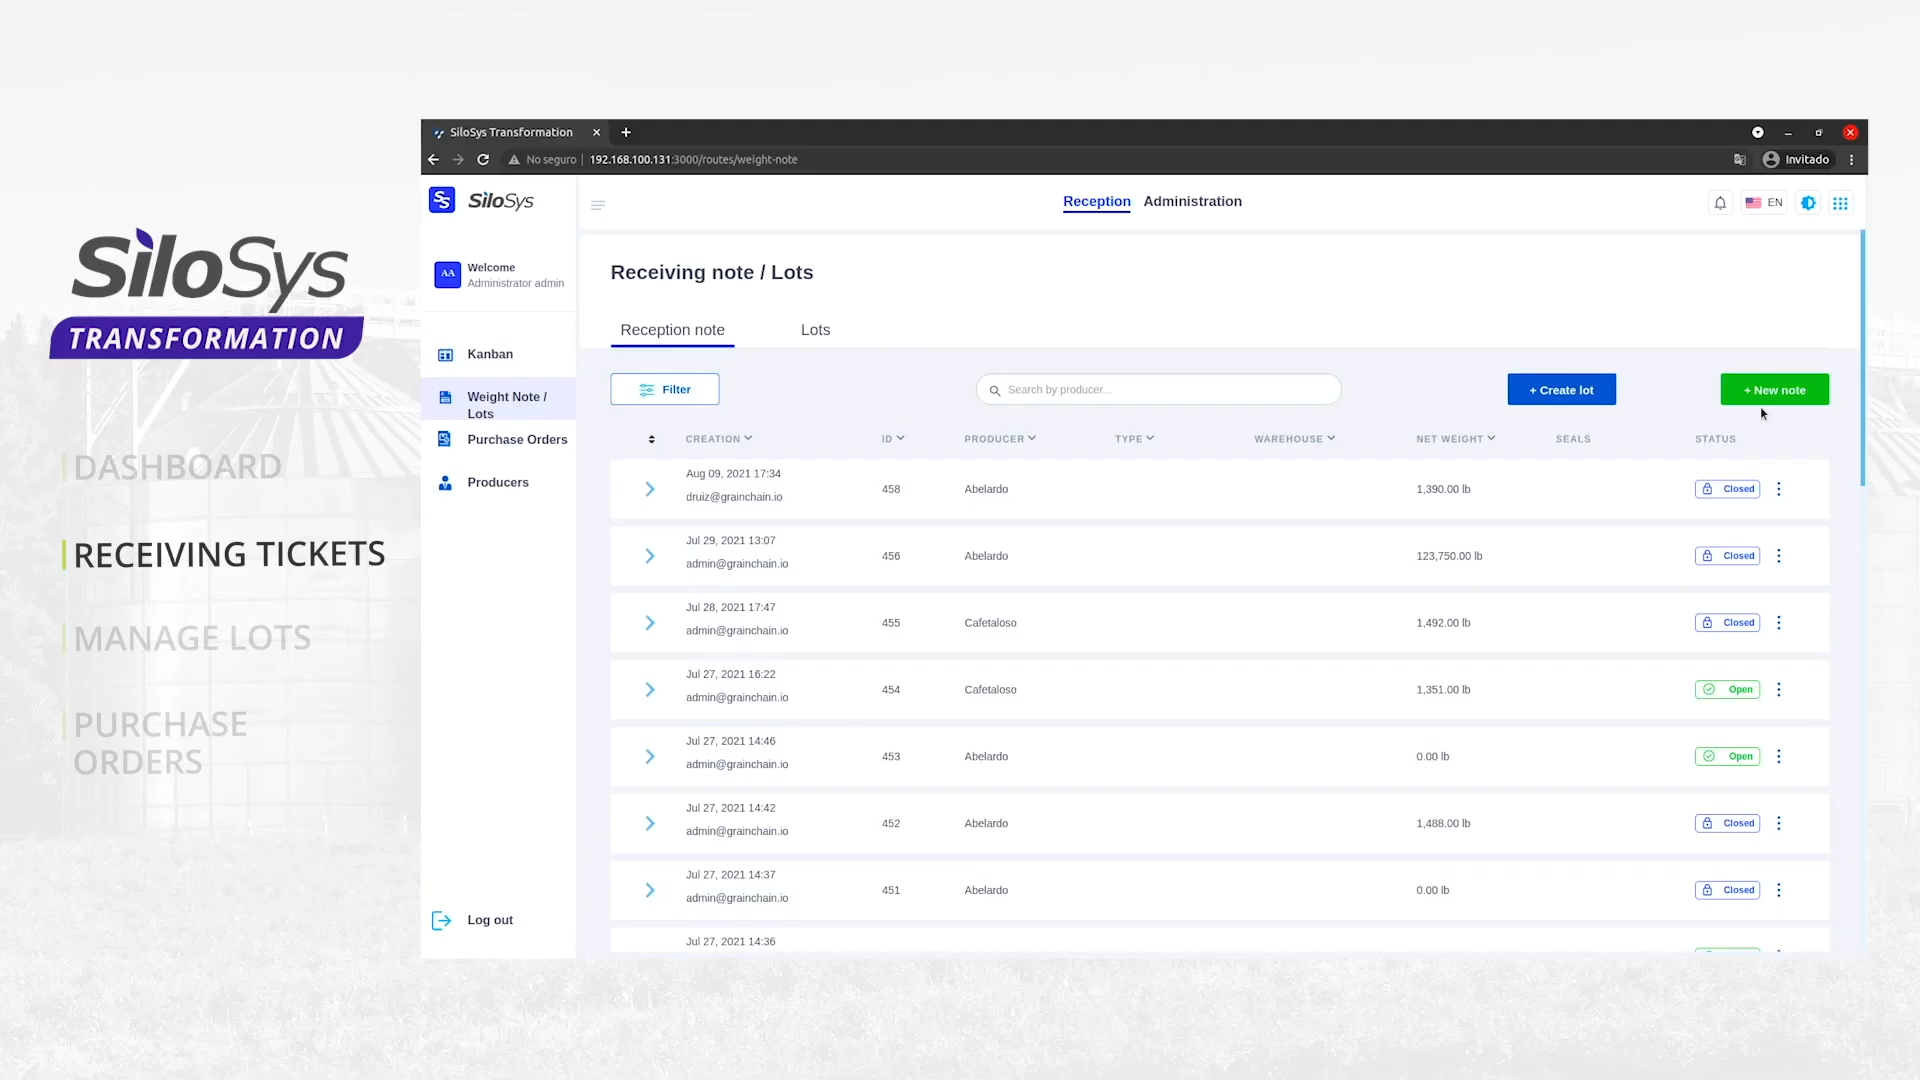 SiloSys
TRANSFORMATION
DASHBOARD
RECEIVING TICKETS
MANAGE LOTS
PURCHASE
ORDERS
SiloSys Transformation
No seguro | 192.168.100.131:3000/routes/weight-note
Invitado
SS SiloSys
Reception Administration
EN
AA
Welcome
Administrator admin
Kanban
Weight Note /
Lots
Purchase Orders
Producers
Log out
Receiving note / Lots
Reception note Lots
Filter
Search by producer...
+ Create lot
+ New note
CREATION ID PRODUCER TYPE WAREHOUSE NET WEIGHT SEALS STATUS
Aug 09, 2021 17:34
druiz@grainchain.io
458 Abelardo 1,390.00 lb Closed
Jul 29, 2021 13:07
admin@grainchain.io
456 Abelardo 123,750.00 lb Closed
Jul 28, 2021 17:47
admin@grainchain.io
455 Cafetaloso 1,492.00 lb Closed
Jul 27, 2021 16:22
admin@grainchain.io
454 Cafetaloso 1,351.00 lb Open
Jul 27, 2021 14:46
admin@grainchain.io
453 Abelardo 0.00 lb Open
Jul 27, 2021 14:42
admin@grainchain.io
452 Abelardo 1,488.00 lb Closed
Jul 27, 2021 14:37
admin@grainchain.io
451 Abelardo 0.00 lb Closed
Jul 27, 2021 14:36